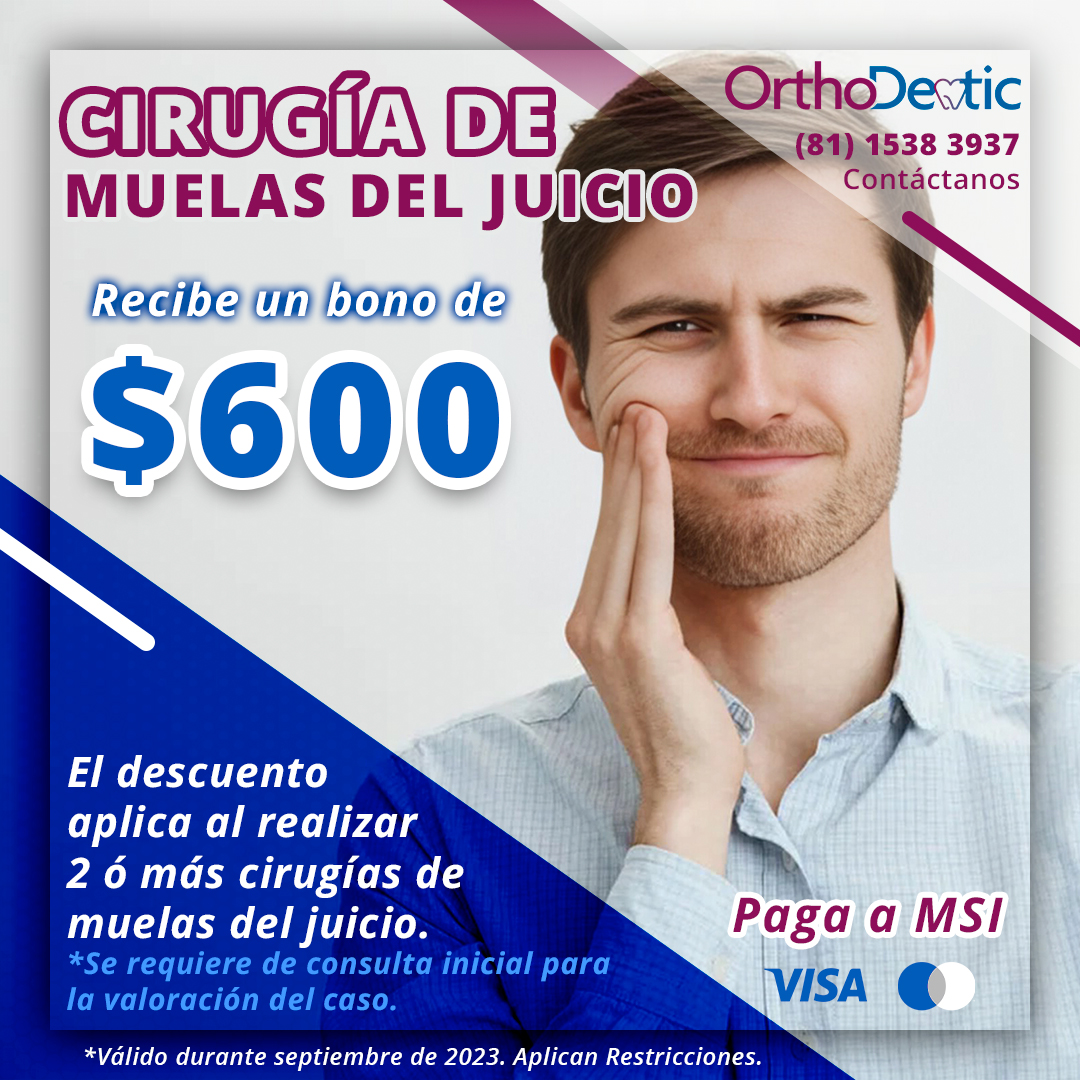 CIRUGÍA DE
MUELAS DEL JUICIO
OrthoDentic
(81) 1538 3937
Contáctanos
Recibe un bono de
$600
El descuento
aplica al realizar
2 ó más cirugías de
muelas del juicio.
*Se requiere de consulta inicial para
la valoración del caso.
Paga a MSI
VISA
*Válido durante septiembre de 2023. Aplican Restricciones.